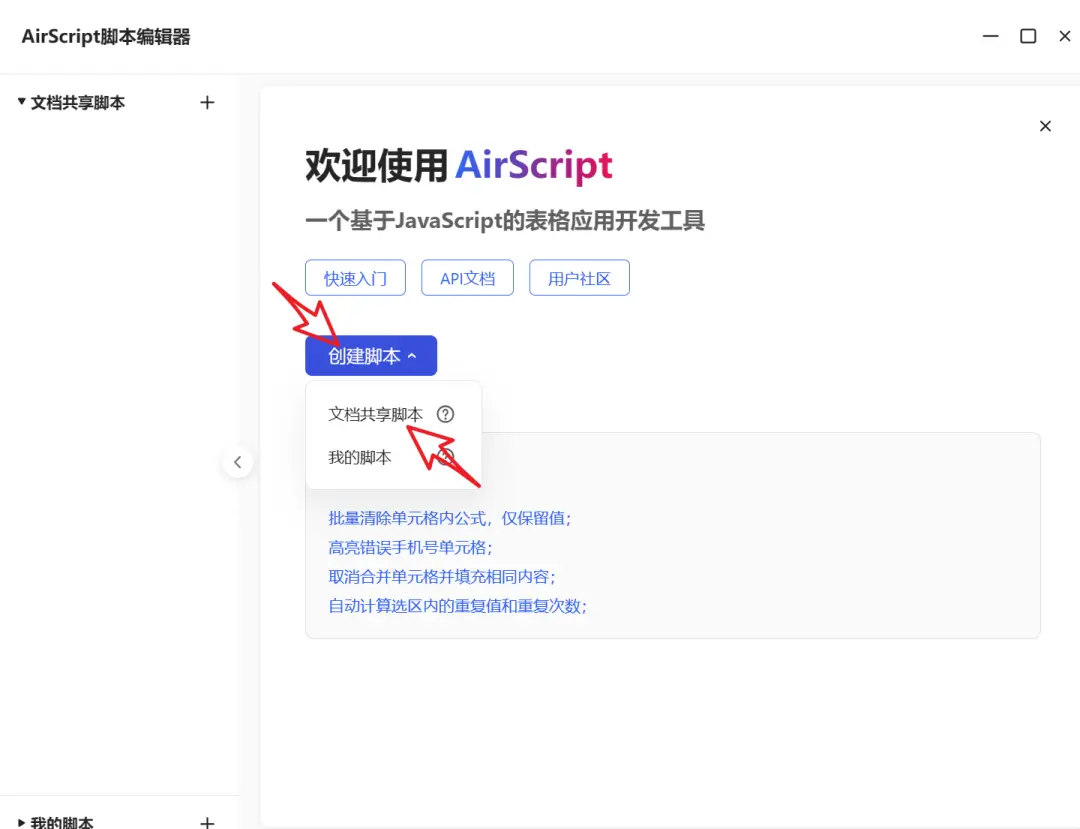 AirScript脚本编辑器
文档共享脚本
欢迎使用 AirScript
一个基于JavaScript的表格应用开发工具
快速入门
API文档
用户社区
创建脚本
文档共享脚本
我的脚本
批量清除单元格内公式，仅保留值；
高亮错误手机号单元格；
取消合并单元格并填充相同内容；
自动计算选区内的重复值和重复次数；
我的脚本